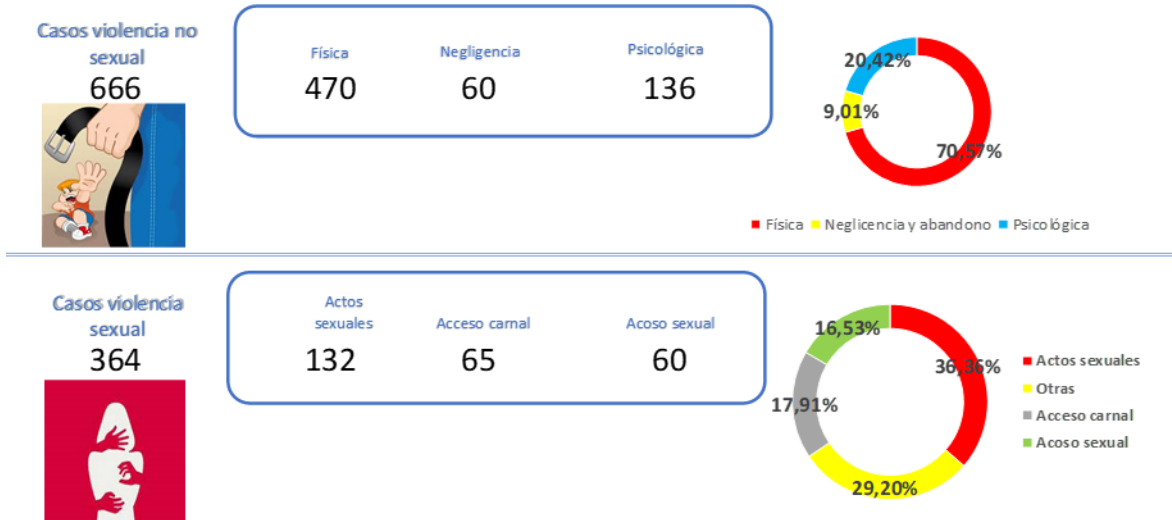 Casos violencia no
sexual
666
Física
Negligencia
Psicológica
470
60
136
20,42%
9,01%
70,57%
Física
Neglicencia y abandono
Psicológica
Casos violencia
sexual
364
Actos
sexuales
Acceso carnal
Acoso sexual
132
65
60
16,53%
36,36%
17,91%
29,20%
Actos sexuales
Otras
Acceso carnal
Acoso sexual